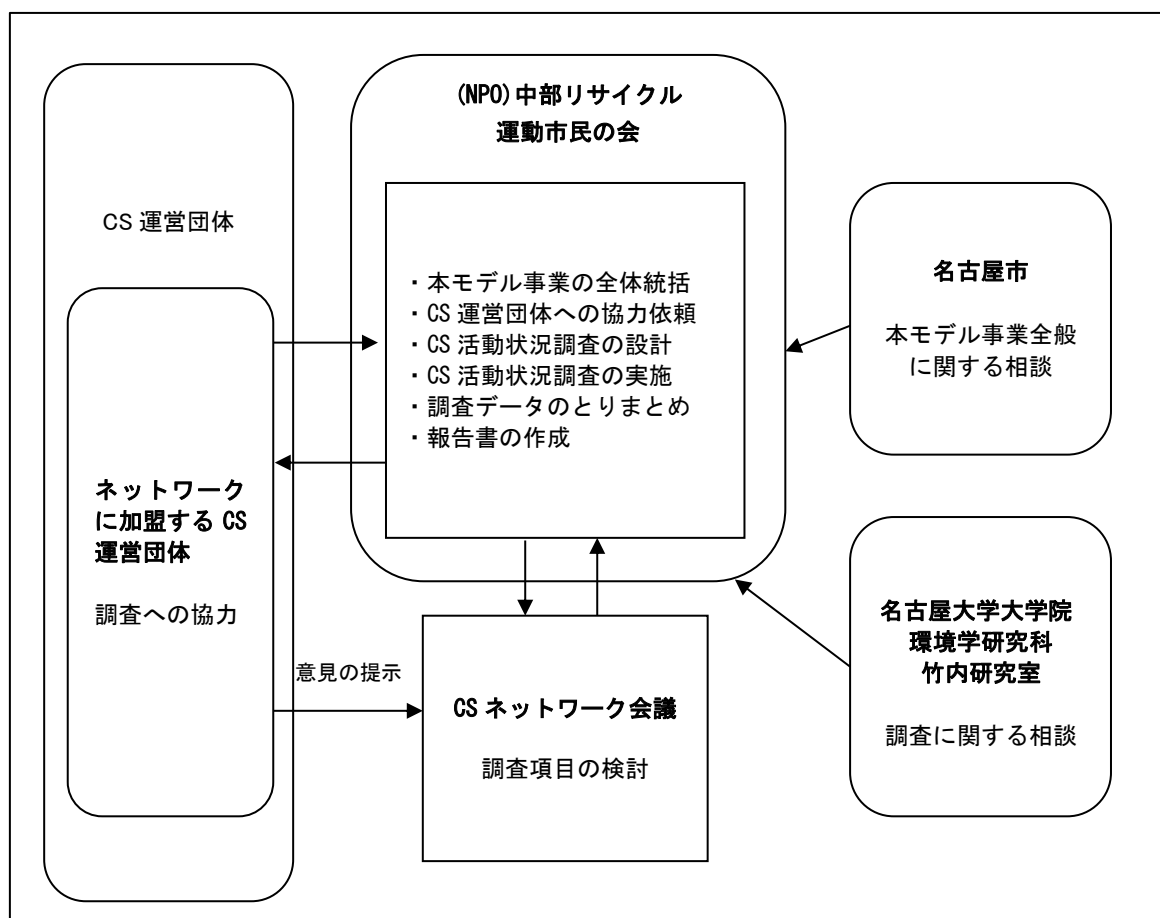 CS 運営団体
ネットワーク
に加盟する CS
運営団体
調査への協力
(NPO)中部リサイクル
運動市民の会
・本モデル事業の全体統括
・CS 運営団体への協力依頼
・CS 活動状況調査の設計
・CS 活動状況調査の実施
・調査データのとりまとめ
・報告書の作成
意見の提示
CS ネットワーク会議
調査項目の検討
名古屋市
本モデル事業全般
に関する相談
名古屋大学大学院
環境学研究科
竹内研究室
調査に関する相談